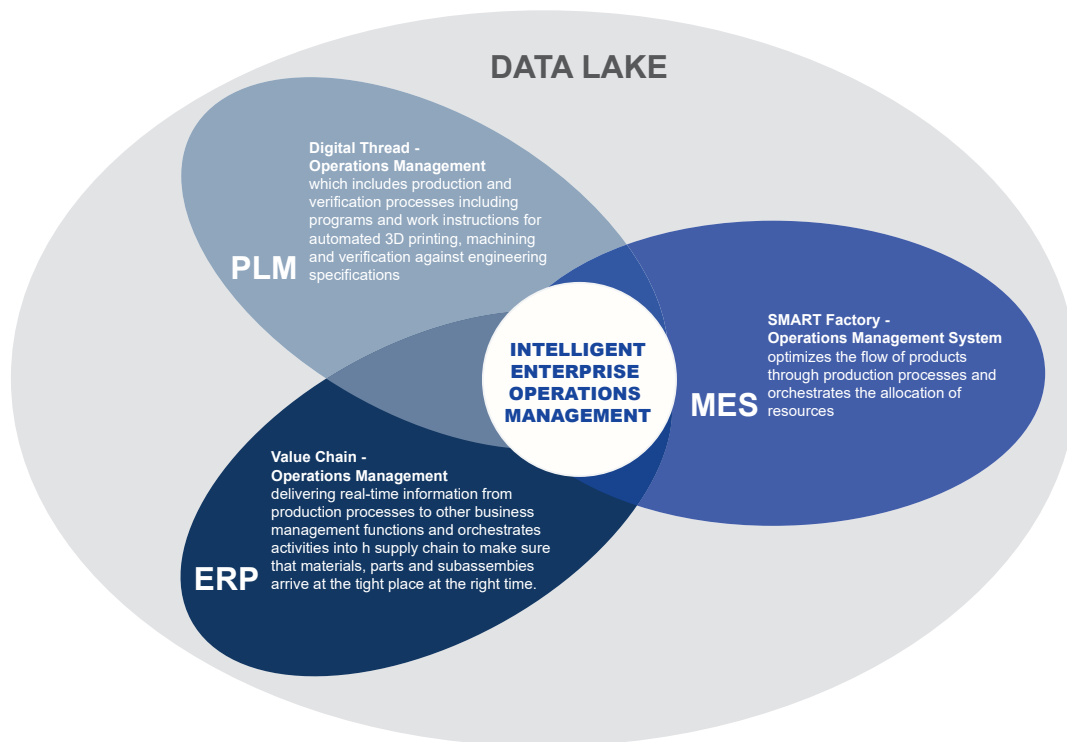 DATA LAKE
Digital Thread -
Operations Management
which includes production and
verification processes including
programs and work instructions for
automated 3D printing, machining
and verification against engineering
specifications
PLM
SMART Factory -
Operations Management System
optimizes the flow of products
through production processes and
orchestrates the allocation of
resources
MES
INTELLIGENT
ENTERPRISE
OPERATIONS
MANAGEMENT
Value Chain -
Operations Management
delivering real-time information from
production processes to other business
management functions and orchestrates
activities into h supply chain to make sure
that materials, parts and subassembies
arrive at the tight place at the right time.
ERP